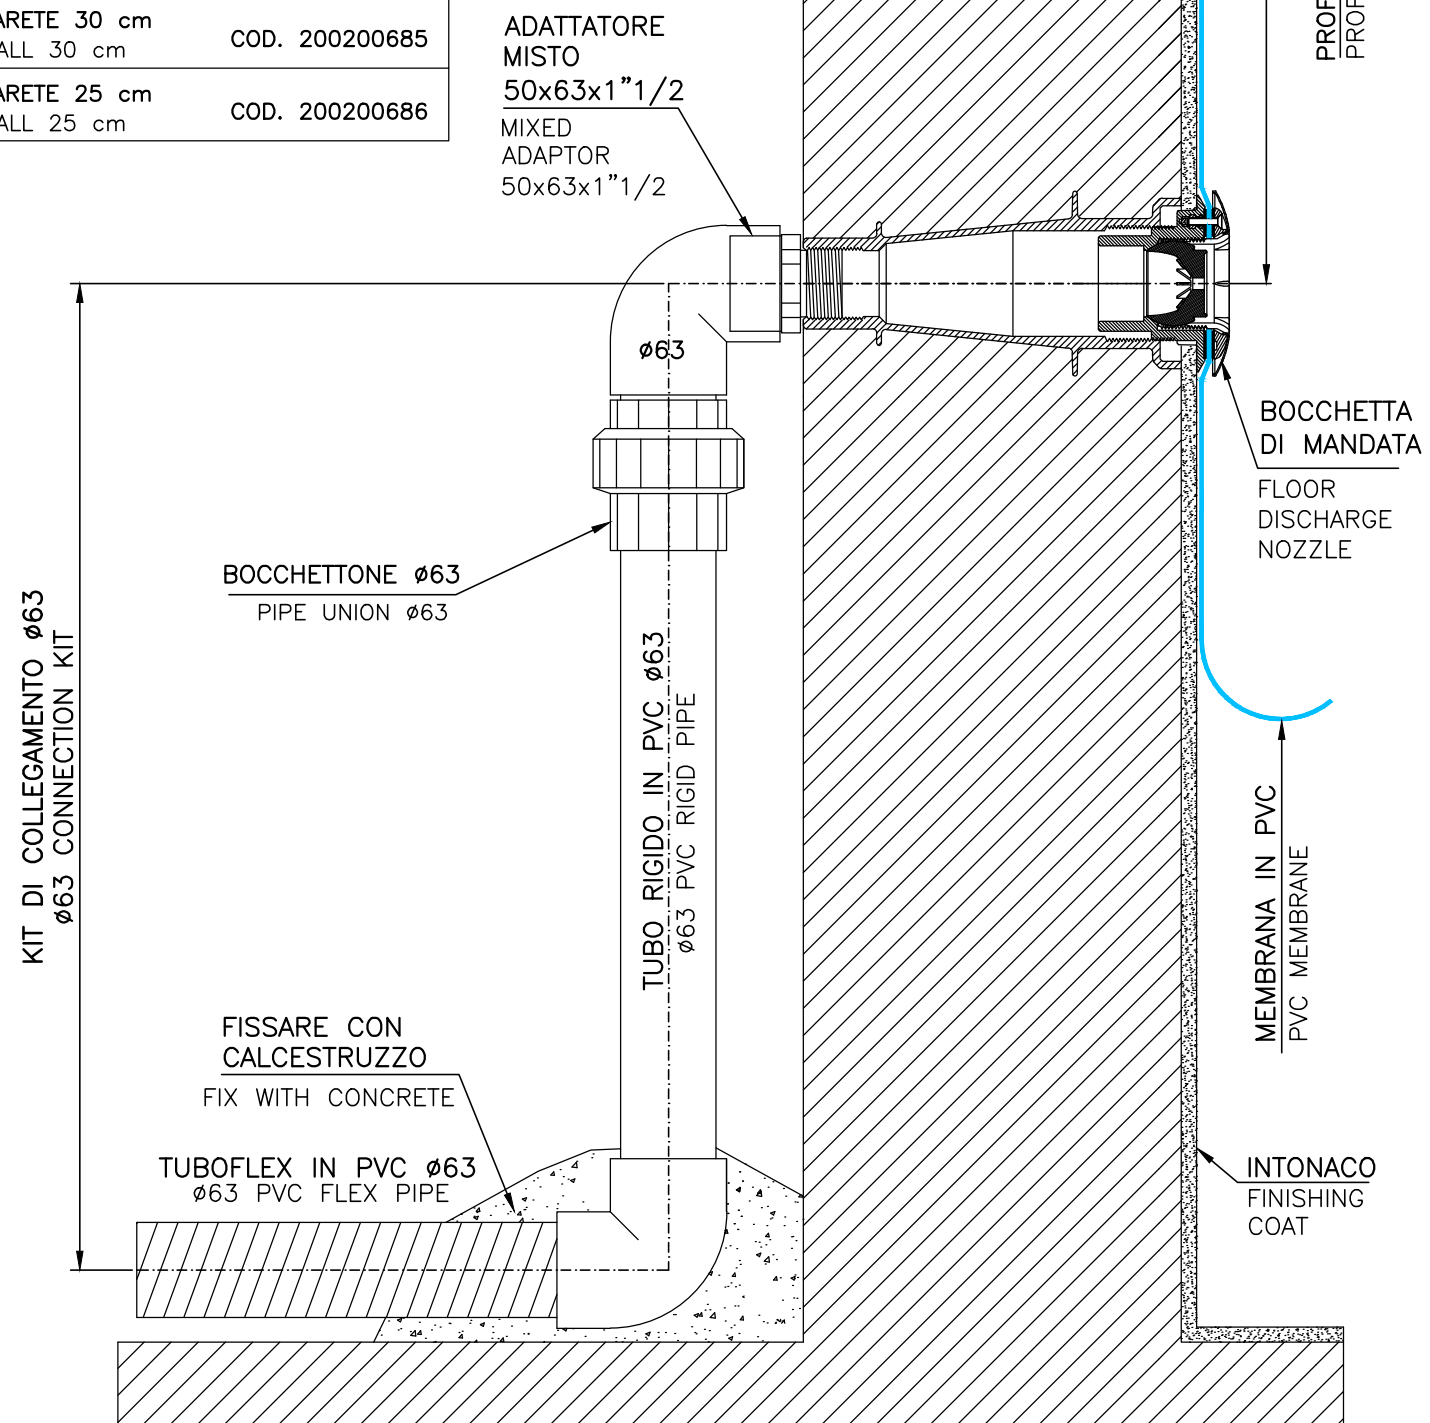 ARETE 30 cm
ALL 30 cm
COD. 200200685
ARETE 25 cm
ALL 25 cm
COD. 200200686
ADATTATORE
MISTO
50x63x1"1/2
MIXED
ADAPTOR
50x63x1"1/2
PROF
PROF
ø63
BOCCHETTA
DI MANDATA
FLOOR
DISCHARGE
NOZZLE
BOCCHETTONE ø63
PIPE UNION ø63
KIT DI COLLEGAMENTO ø63
ø63 CONNECTION KIT
TUBO RIGIDO IN PVC ø63
ø63 PVC RIGID PIPE
MEMBRANA IN PVC
PVC MEMBRANE
FISSARE CON
CALCESTRUZZO
FIX WITH CONCRETE
TUBOFLEX IN PVC ø63
ø63 PVC FLEX PIPE
INTONACO
FINISHING
COAT